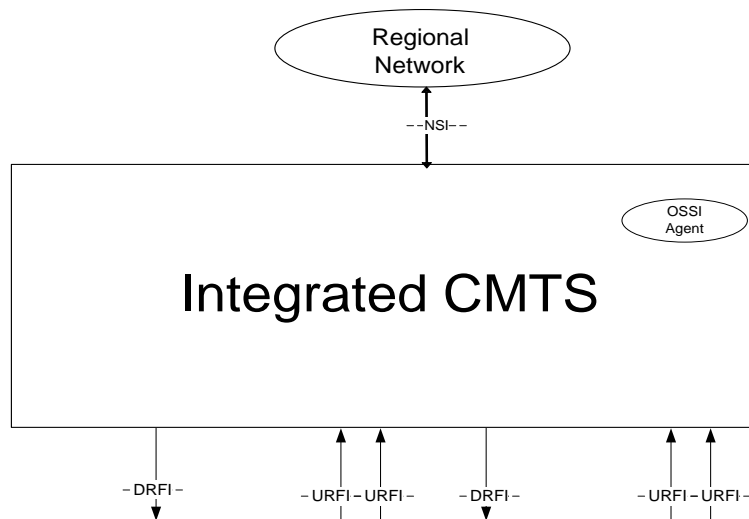 Regional
Network
NSI
OSSI
Agent
Integrated CMTS
DRFI URFI URFI DRFI URFI URFI